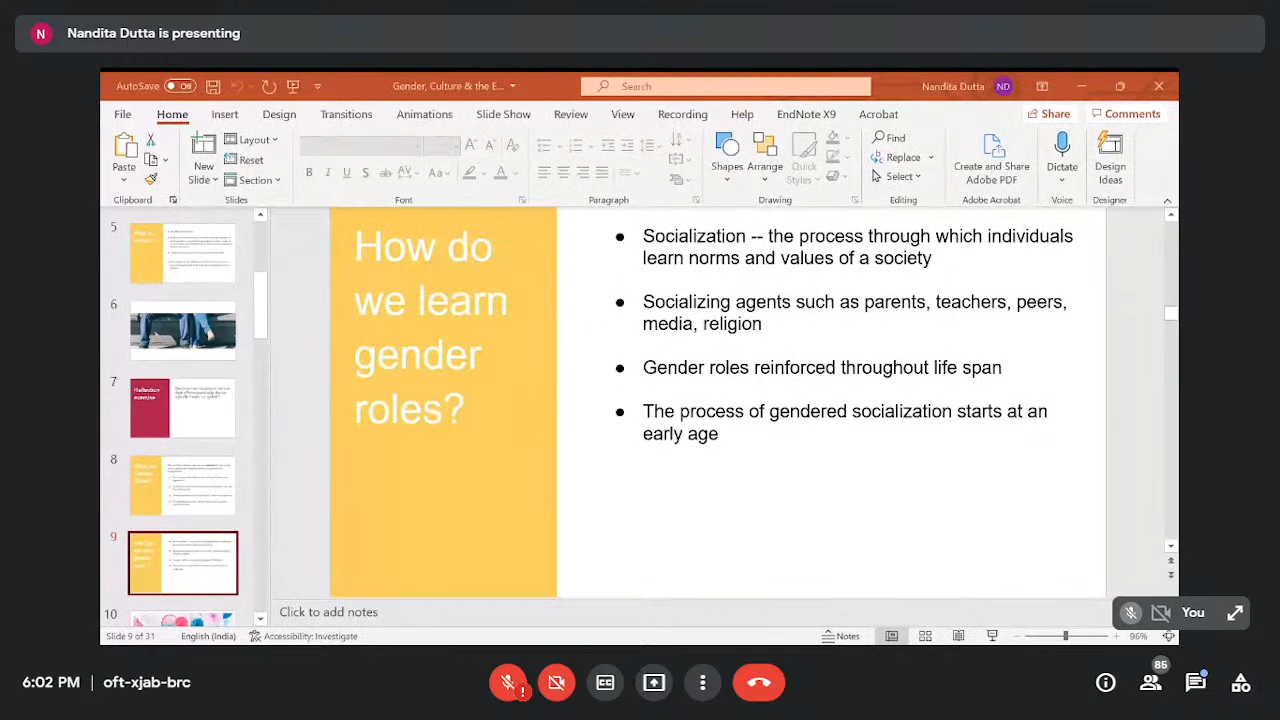 N Nandita Dutta is presenting
AutoSave Off Gender, Culture & the E... Search Nandita Dutta ND
File Home Insert Design Transitions Animations Slide Show Review View Recording Help EndNote X9 Acrobat Share Comments
Paste New Slide Layout Reset Section B I U S ab AV Aa A Shapes Arrange Quick Styles Find Replace Select Create and Share Adobe PDF Dictate Design Ideas
Clipboard Slides Font Paragraph Drawing Editing Adobe Acrobat Voice Designer
5
6
7
Reflection
8
9
10
How do
we learn
gender
roles?
● Socialization -- the process through which individuals
learn norms and values of a society
● Socializing agents such as parents, teachers, peers,
media, religion
● Gender roles reinforced throughout life span
● The process of gendered socialization starts at an
early age
Click to add notes
You
Slide 9 of 31 English (India) Accessibility: Investigate Notes 96%
6:02 PM | oft-xjab-brc
85